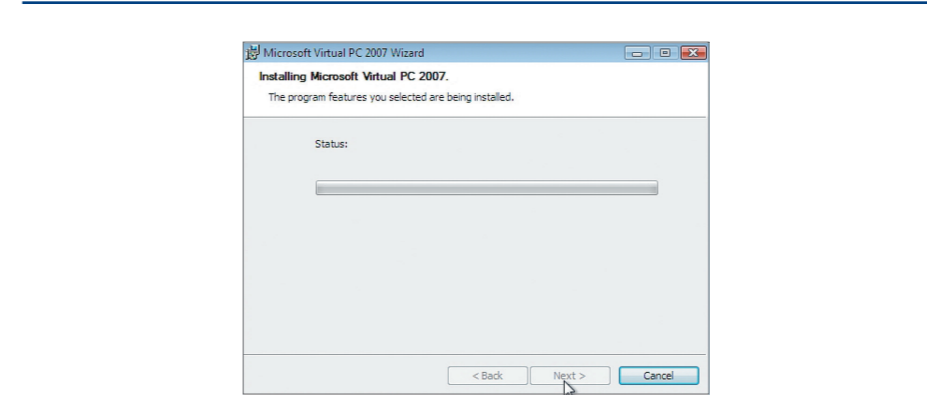 Microsoft Virtual PC 2007 Wizard
Installing Microsoft Virtual PC 2007.
The program features you selected are being installed.
Status:
< Back Next > Cancel